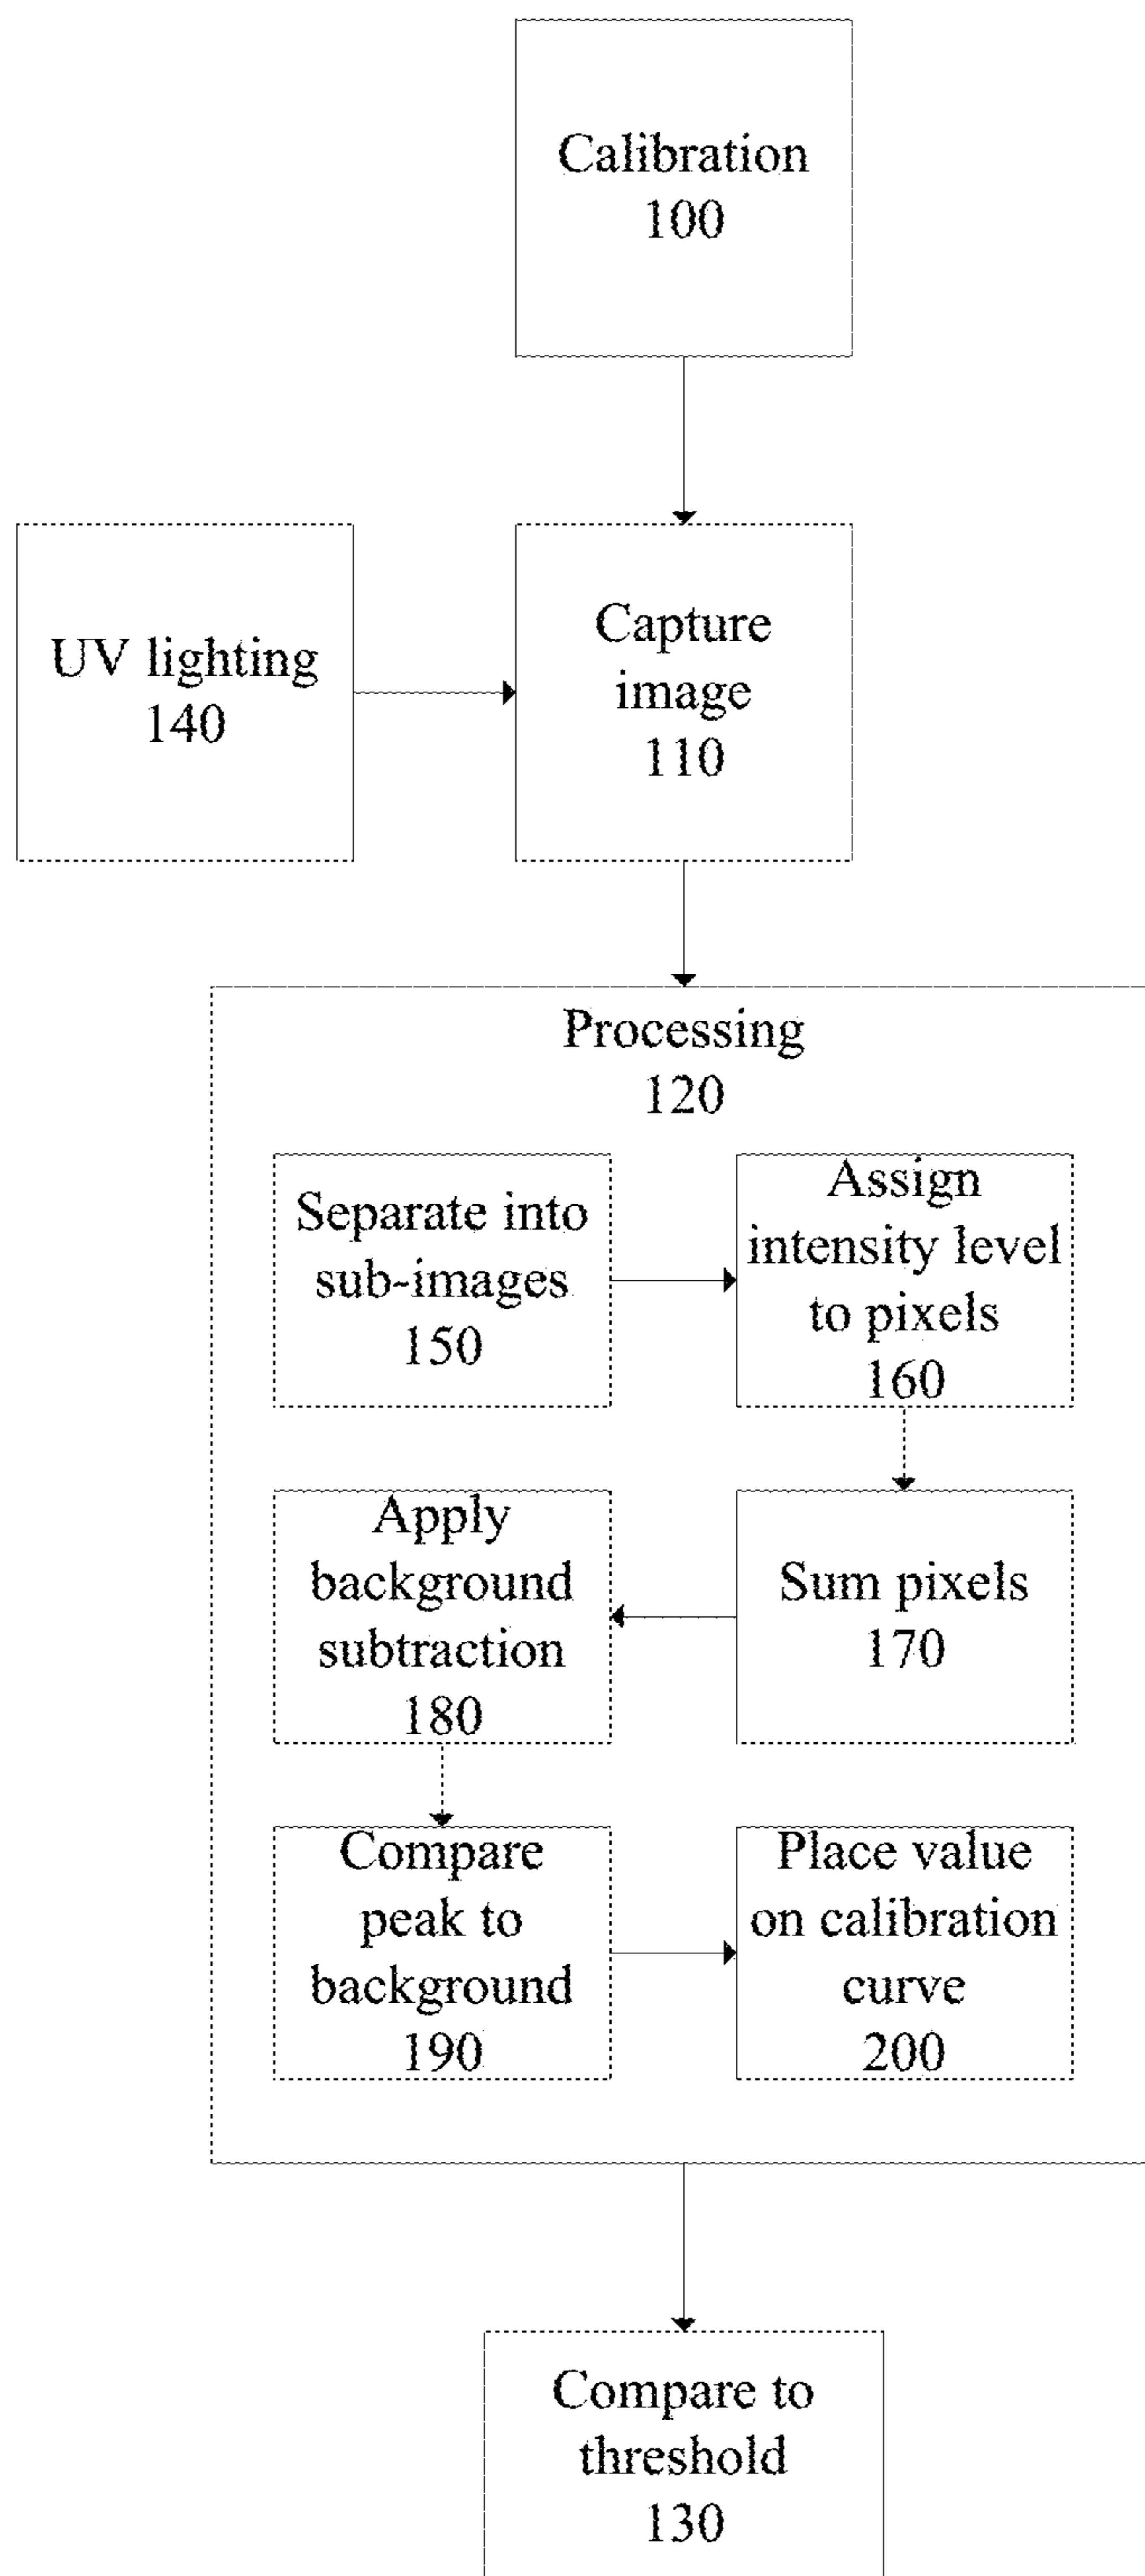 Calibration
100
UV lighting
140
Capture
image
110
Processing
120
Separate into
sub-images
150
Assign
intensity level
to pixels
160
Apply
background
subtraction
180
Sum pixels
170
Compare
peak to
background
190
Place value
on calibration
curve
200
Compare to
threshold
130